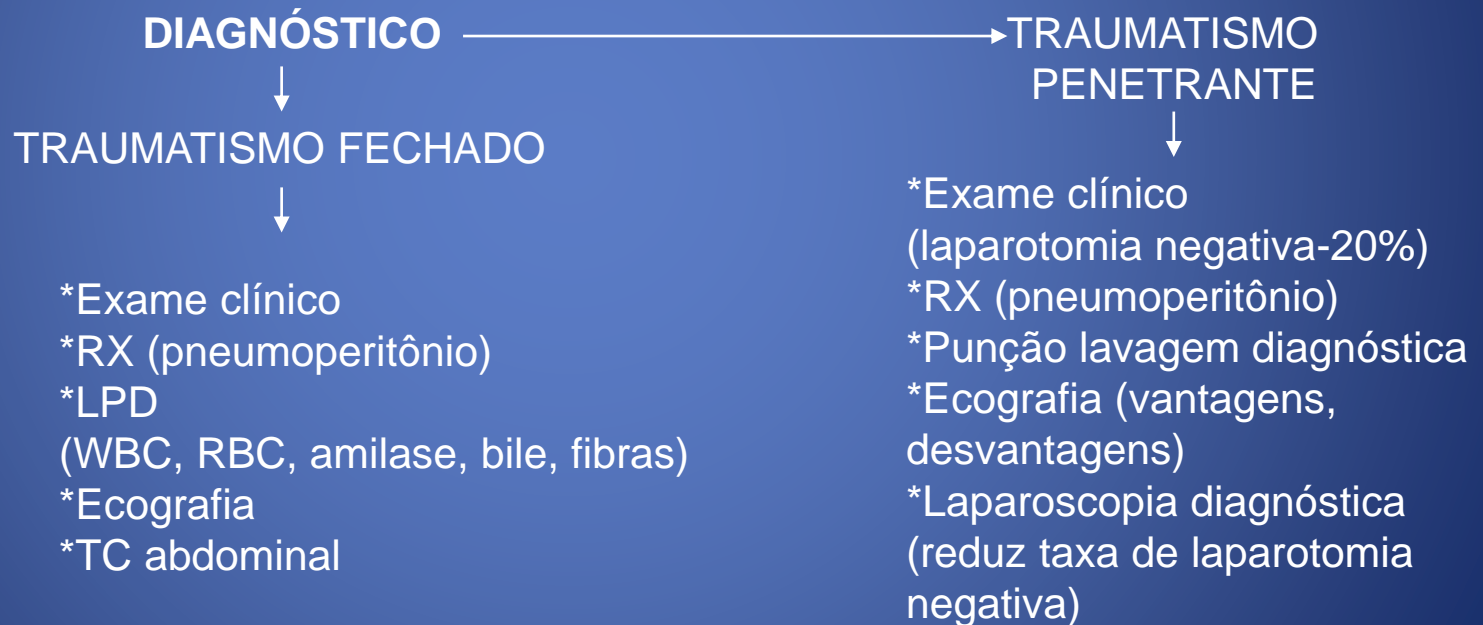 DIAGNÓSTICO
TRAUMATISMO FECHADO
*Exame clínico
*RX (pneumoperitônio)
*LPD
(WBC, RBC, amilase, bile, fibras)
*Ecografia
*TC abdominal
TRAUMATISMO
PENETRANTE
*Exame clínico
(laparotomia negativa-20%)
*RX (pneumoperitônio)
*Punção lavagem diagnóstica
*Ecografia (vantagens,
desvantagens)
*Laparoscopia diagnóstica
(reduz taxa de laparotomia
negativa)